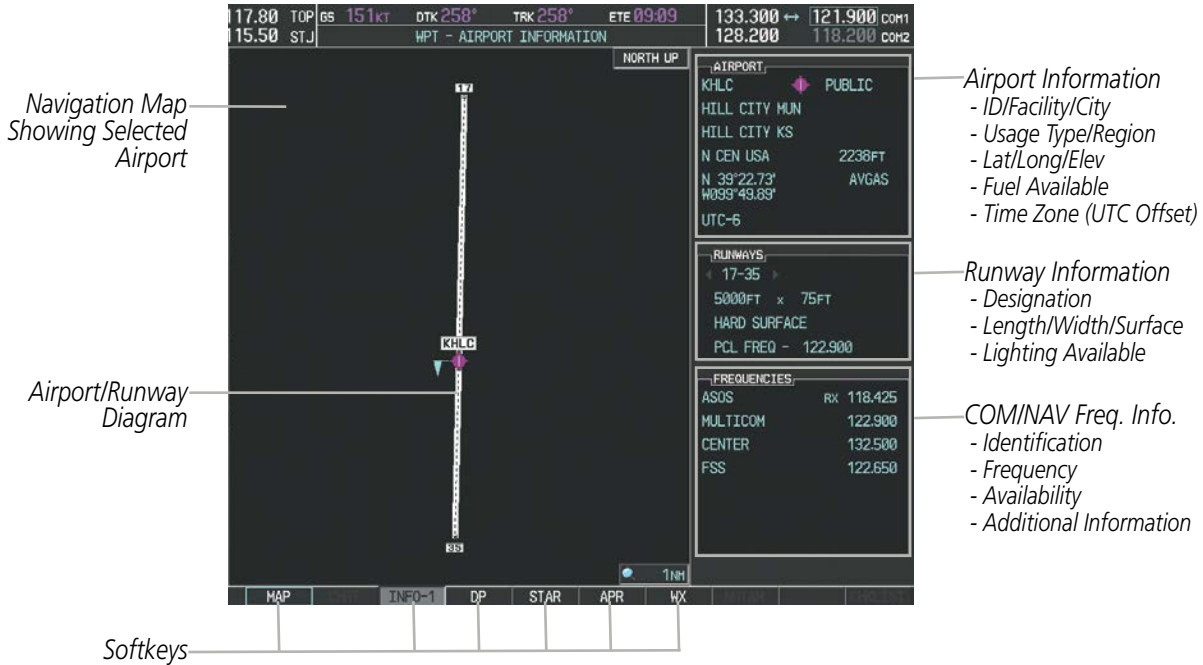 117.80 TOP GS 151KT DTK 258° TRK 258° ETE 09:09 133.300 ↔ 121.900 COM1
115.50 STJ WPT - AIRPORT INFORMATION 128.200 118.200 COM2
NORTH UP
17
KHLC
35
1NM
AIRPORT
KHLC PUBLIC
HILL CITY MUN
HILL CITY KS
N CEN USA 2238FT
N 39°22.73' AVGAS
W099°49.89'
UTC-6
RUNWAYS
17-35
5000FT x 75FT
HARD SURFACE
PCL FREQ - 122.900
FREQUENCIES
ASOS RX 118.425
MULTICOM 122.900
CENTER 132.500
FSS 122.650
MAP INFO-1 DP STAR APR WX
Navigation Map
Showing Selected
Airport
Airport/Runway
Diagram
Softkeys
Airport Information
- ID/Facility/City
- Usage Type/Region
- Lat/Long/Elev
- Fuel Available
- Time Zone (UTC Offset)
Runway Information
- Designation
- Length/Width/Surface
- Lighting Available
COM/NAV Freq. Info.
- Identification
- Frequency
- Availability
- Additional Information